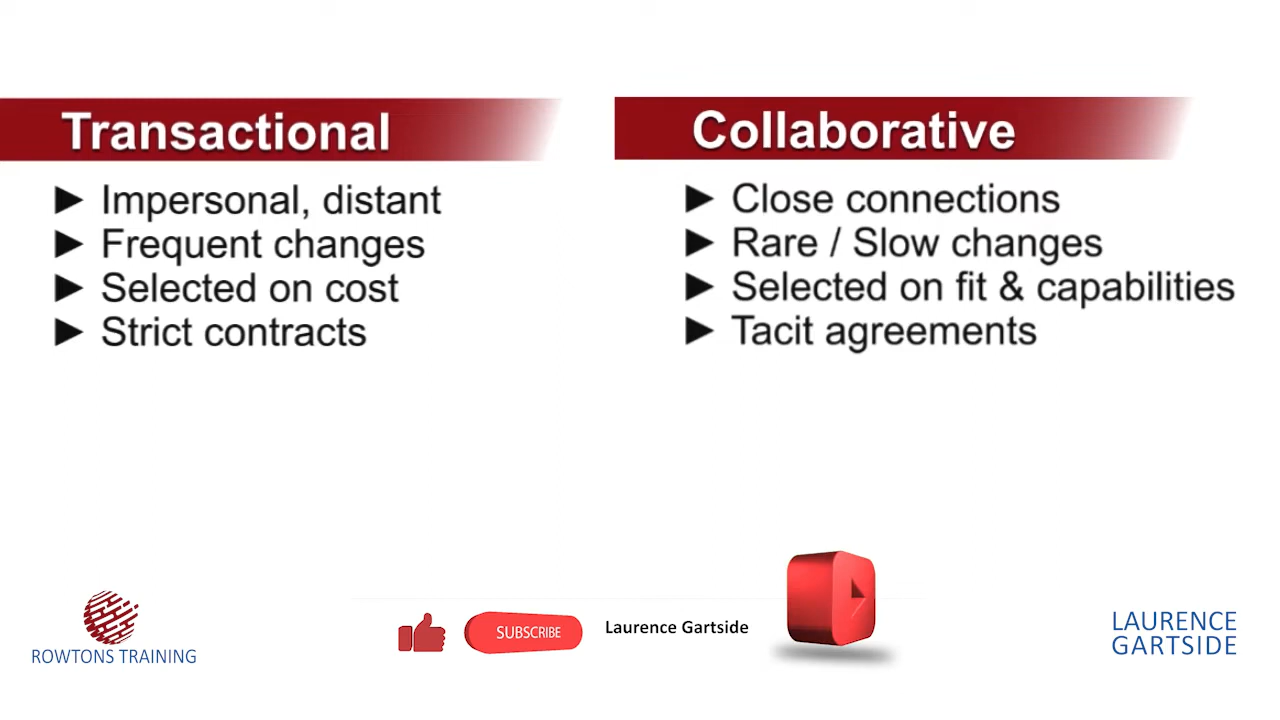 Transactional
► Impersonal, distant
► Frequent changes
► Selected on cost
► Strict contracts
Collaborative
► Close connections
► Rare / Slow changes
► Selected on fit & capabilities
► Tacit agreements
ROWTONS TRAINING
SUBSCRIBE
Laurence Gartside
LAURENCE
GARTSIDE